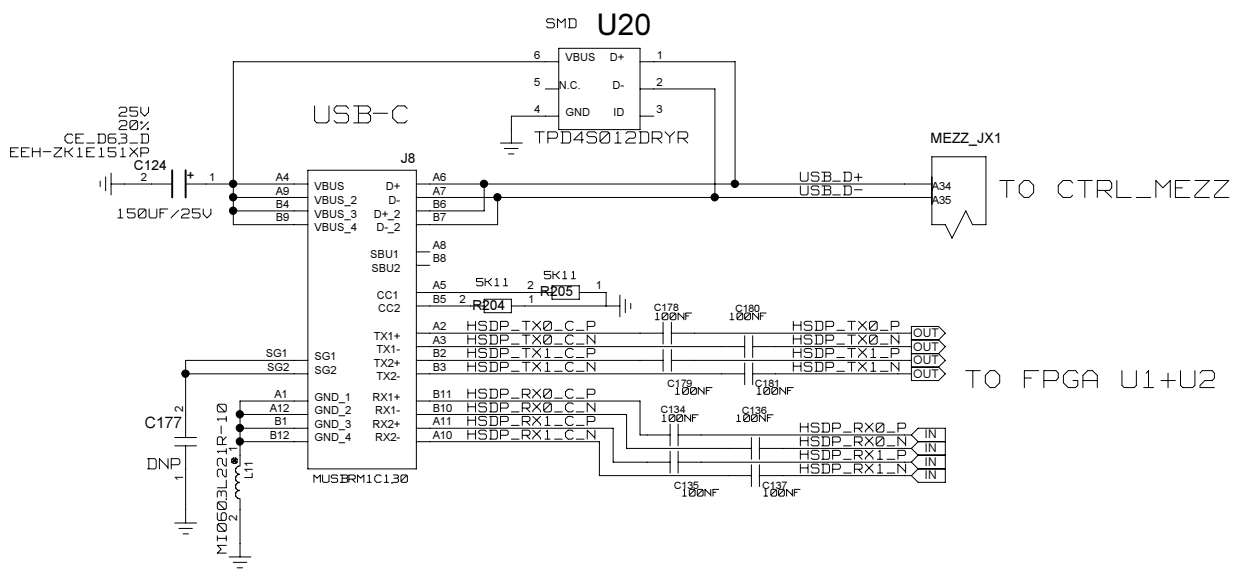 SMD U20
6 VBUS D+ 1
5 N.C. D- 2
4 GND ID 3
TPD4S012DRYR
25V
20%
CE_D63_D
EEH-ZK1E151XP
C124
2 + 1
150UF/25V
USB-C
J8
A4 VBUS D+ A6
A9 VBUS_2 D- A7
B4 VBUS_3 D+_2 B6
B9 VBUS_4 D-_2 B7
SBU1 A8
SBU2 B8
CC1 A5
CC2 B5
5K11 5K11
2 R205 1
2 R204 1
USB_D+
USB_D-
MEZZ_JX1
A34
A35
TO CTRL_MEZZ
C178 C180
100NF 100NF
TX1+ A2 HSDP_TX0_C_P HSDP_TX0_P OUT
TX1- A3 HSDP_TX0_C_N HSDP_TX0_N OUT
TX2+ B2 HSDP_TX1_C_P HSDP_TX1_P OUT
TX2- B3 HSDP_TX1_C_N HSDP_TX1_N OUT
C179 C181
100NF 100NF
TO FPGA U1+U2
SG1 SG1
SG2 SG2
A1 GND_1 RX1+ B11 HSDP_RX0_C_P
A12 GND_2 RX1- B10 HSDP_RX0_C_N
B1 GND_3 RX2+ A11 HSDP_RX1_C_P
B12 GND_4 RX2- A10 HSDP_RX1_C_N
C134 C136
100NF 100NF
HSDP_RX0_P IN
HSDP_RX0_N IN
HSDP_RX1_P IN
HSDP_RX1_N IN
C135 C137
100NF 100NF
MUSBRM1C130
2
C177
DNP
1
MI0603L221R-10
1
L11
2